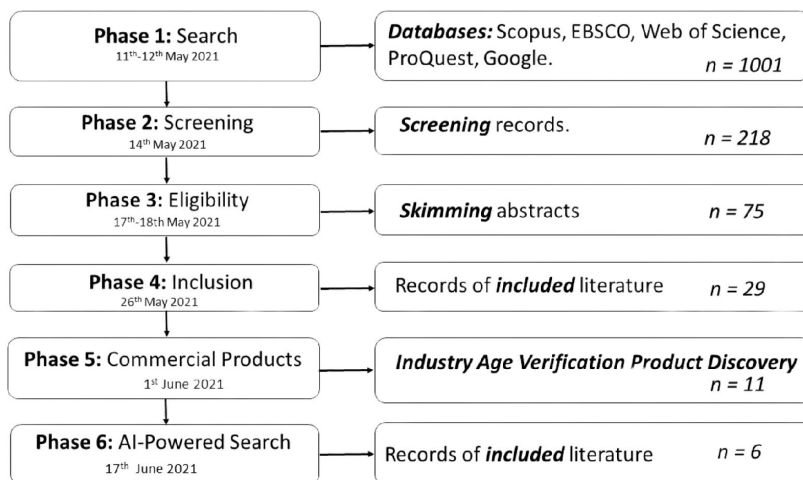 Phase 1: Search
11th-12th May 2021
Databases: Scopus, EBSCO, Web of Science,
ProQuest, Google.
n = 1001
Phase 2: Screening
14th May 2021
Screening records.
n = 218
Phase 3: Eligibility
17th-18th May 2021
Skimming abstracts
n = 75
Phase 4: Inclusion
26th May 2021
Records of included literature
n = 29
Phase 5: Commercial Products
1st June 2021
Industry Age Verification Product Discovery
n = 11
Phase 6: AI-Powered Search
17th June 2021
Records of included literature
n = 6